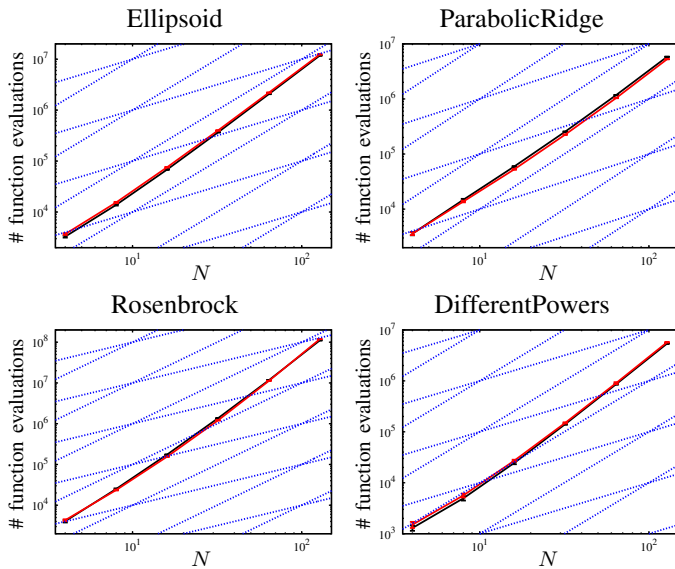 Ellipsoid
# function evaluations
10^7
10^6
10^5
10^4
10^1
10^2
N
ParabolicRidge
# function evaluations
10^6
10^5
10^4
10^1
10^2
N
Rosenbrock
# function evaluations
10^8
10^7
10^6
10^5
10^4
10^1
10^2
N
DifferentPowers
# function evaluations
10^7
10^6
10^5
10^4
10^3
10^1
10^2
N